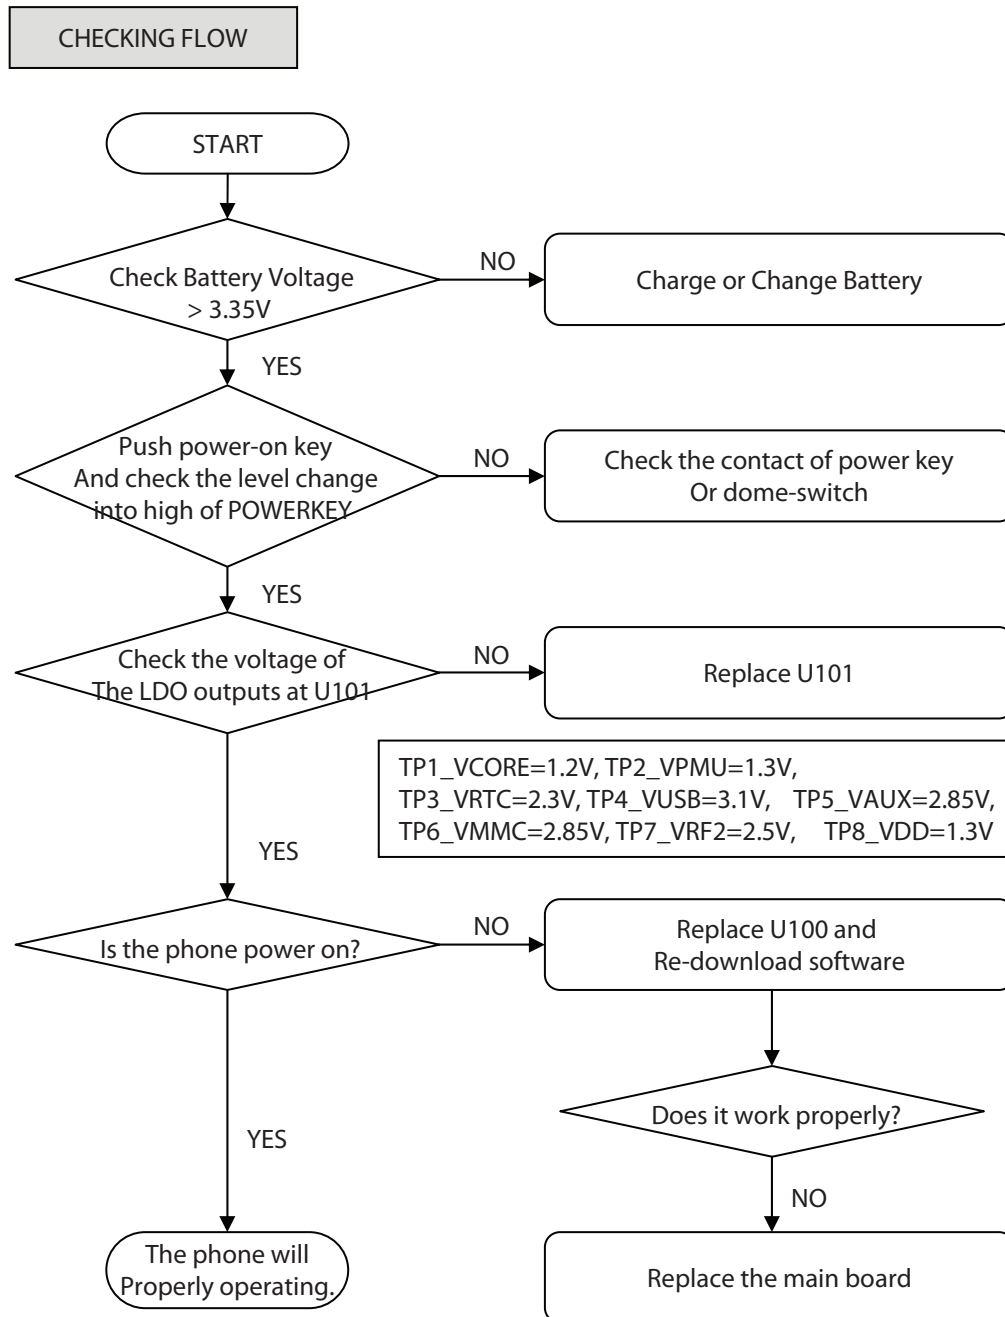 CHECKING FLOW
START
Check Battery Voltage
> 3.35V
NO
Charge or Change Battery
YES
Push power-on key
And check the level change
into high of POWERKEY
NO
Check the contact of power key
Or dome-switch
YES
Check the voltage of
The LDO outputs at U101
NO
Replace U101
TP1_VCORE=1.2V, TP2_VPMU=1.3V,
TP3_VRTC=2.3V, TP4_VUSB=3.1V, TP5_VAUX=2.85V,
TP6_VMMC=2.85V, TP7_VRF2=2.5V, TP8_VDD=1.3V
YES
Is the phone power on?
NO
Replace U100 and
Re-download software
Does it work properly?
YES
NO
The phone will
Properly operating.
Replace the main board